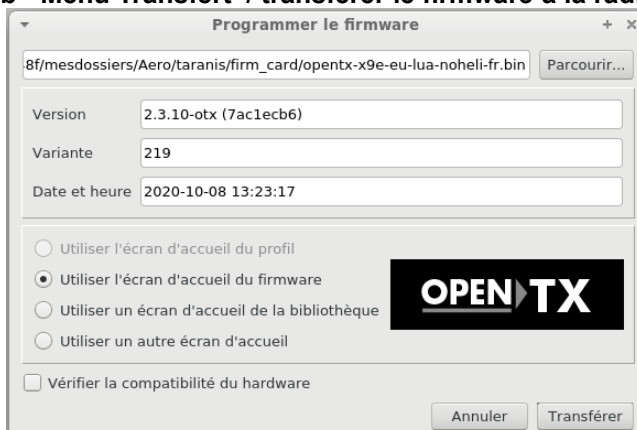 Menu Transfert / transférer le firmware à la
Programmer le firmware
8f/mesdossiers/Aero/taranis/firm_card/opentx-x9e-eu-lua-noheli-fr.bin Parcourir...
Version 2.3.10-otx (7ac1ecb6)
Variante 219
Date et heure 2020-10-08 13:23:17
Utiliser l'écran d'accueil du profil
Utiliser l'écran d'accueil du firmware
Utiliser un écran d'accueil de la bibliothèque
Utiliser un autre écran d'accueil
OPENTX
Vérifier la compatibilité du hardware
Annuler Transférer